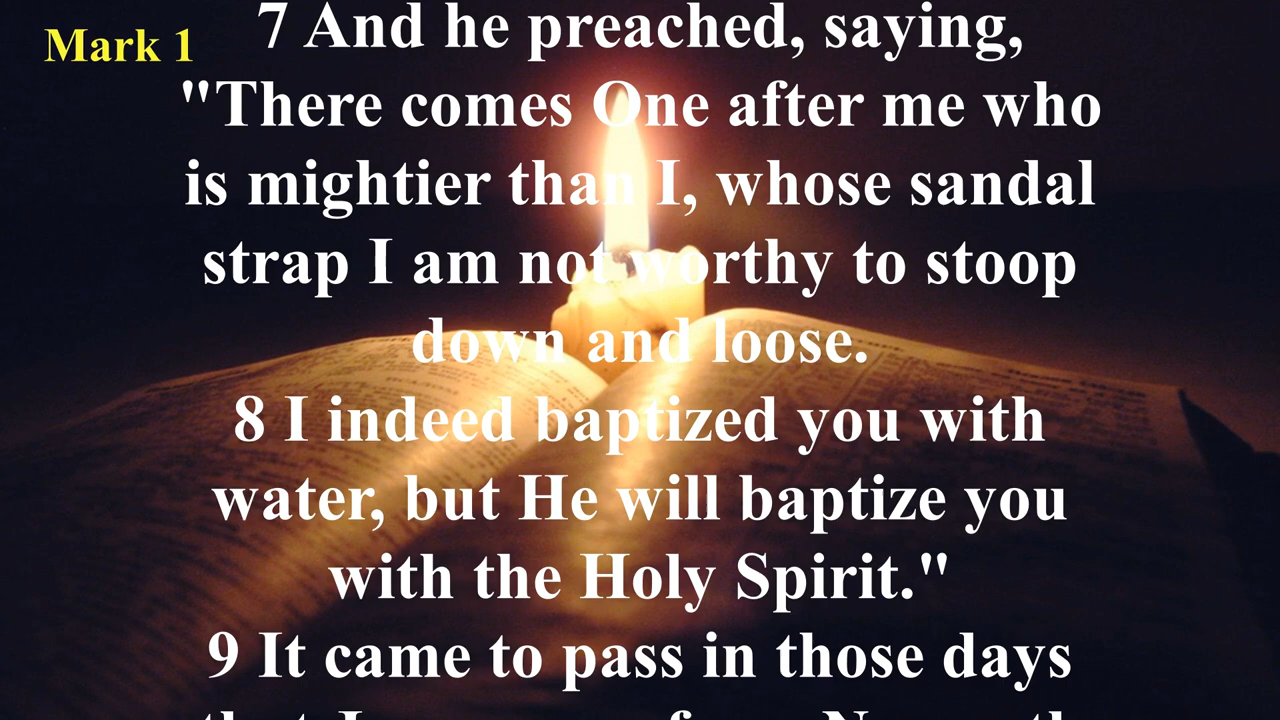 Mark 1
7 And he preached, saying,
"There comes One after me who
is mightier than I, whose sandal
strap I am not worthy to stoop
down and loose.
8 I indeed baptized you with
water, but He will baptize you
with the Holy Spirit."
9 It came to pass in those days